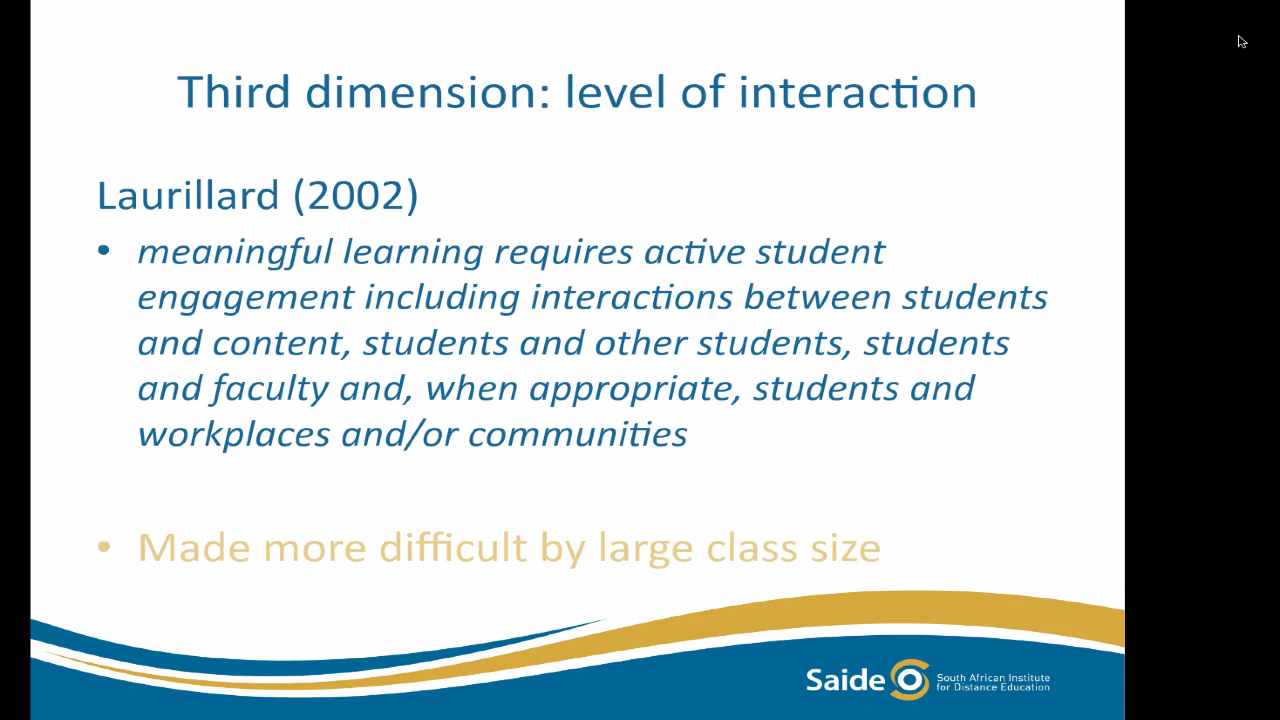 Third dimension: level of interaction
Laurillard (2002)
• meaningful learning requires active student
engagement including interactions between students
and content, students and other students, students
and faculty and, when appropriate, students and
workplaces and/or communities
• Made more difficult by large class size
Saide South African Institute
for Distance Education